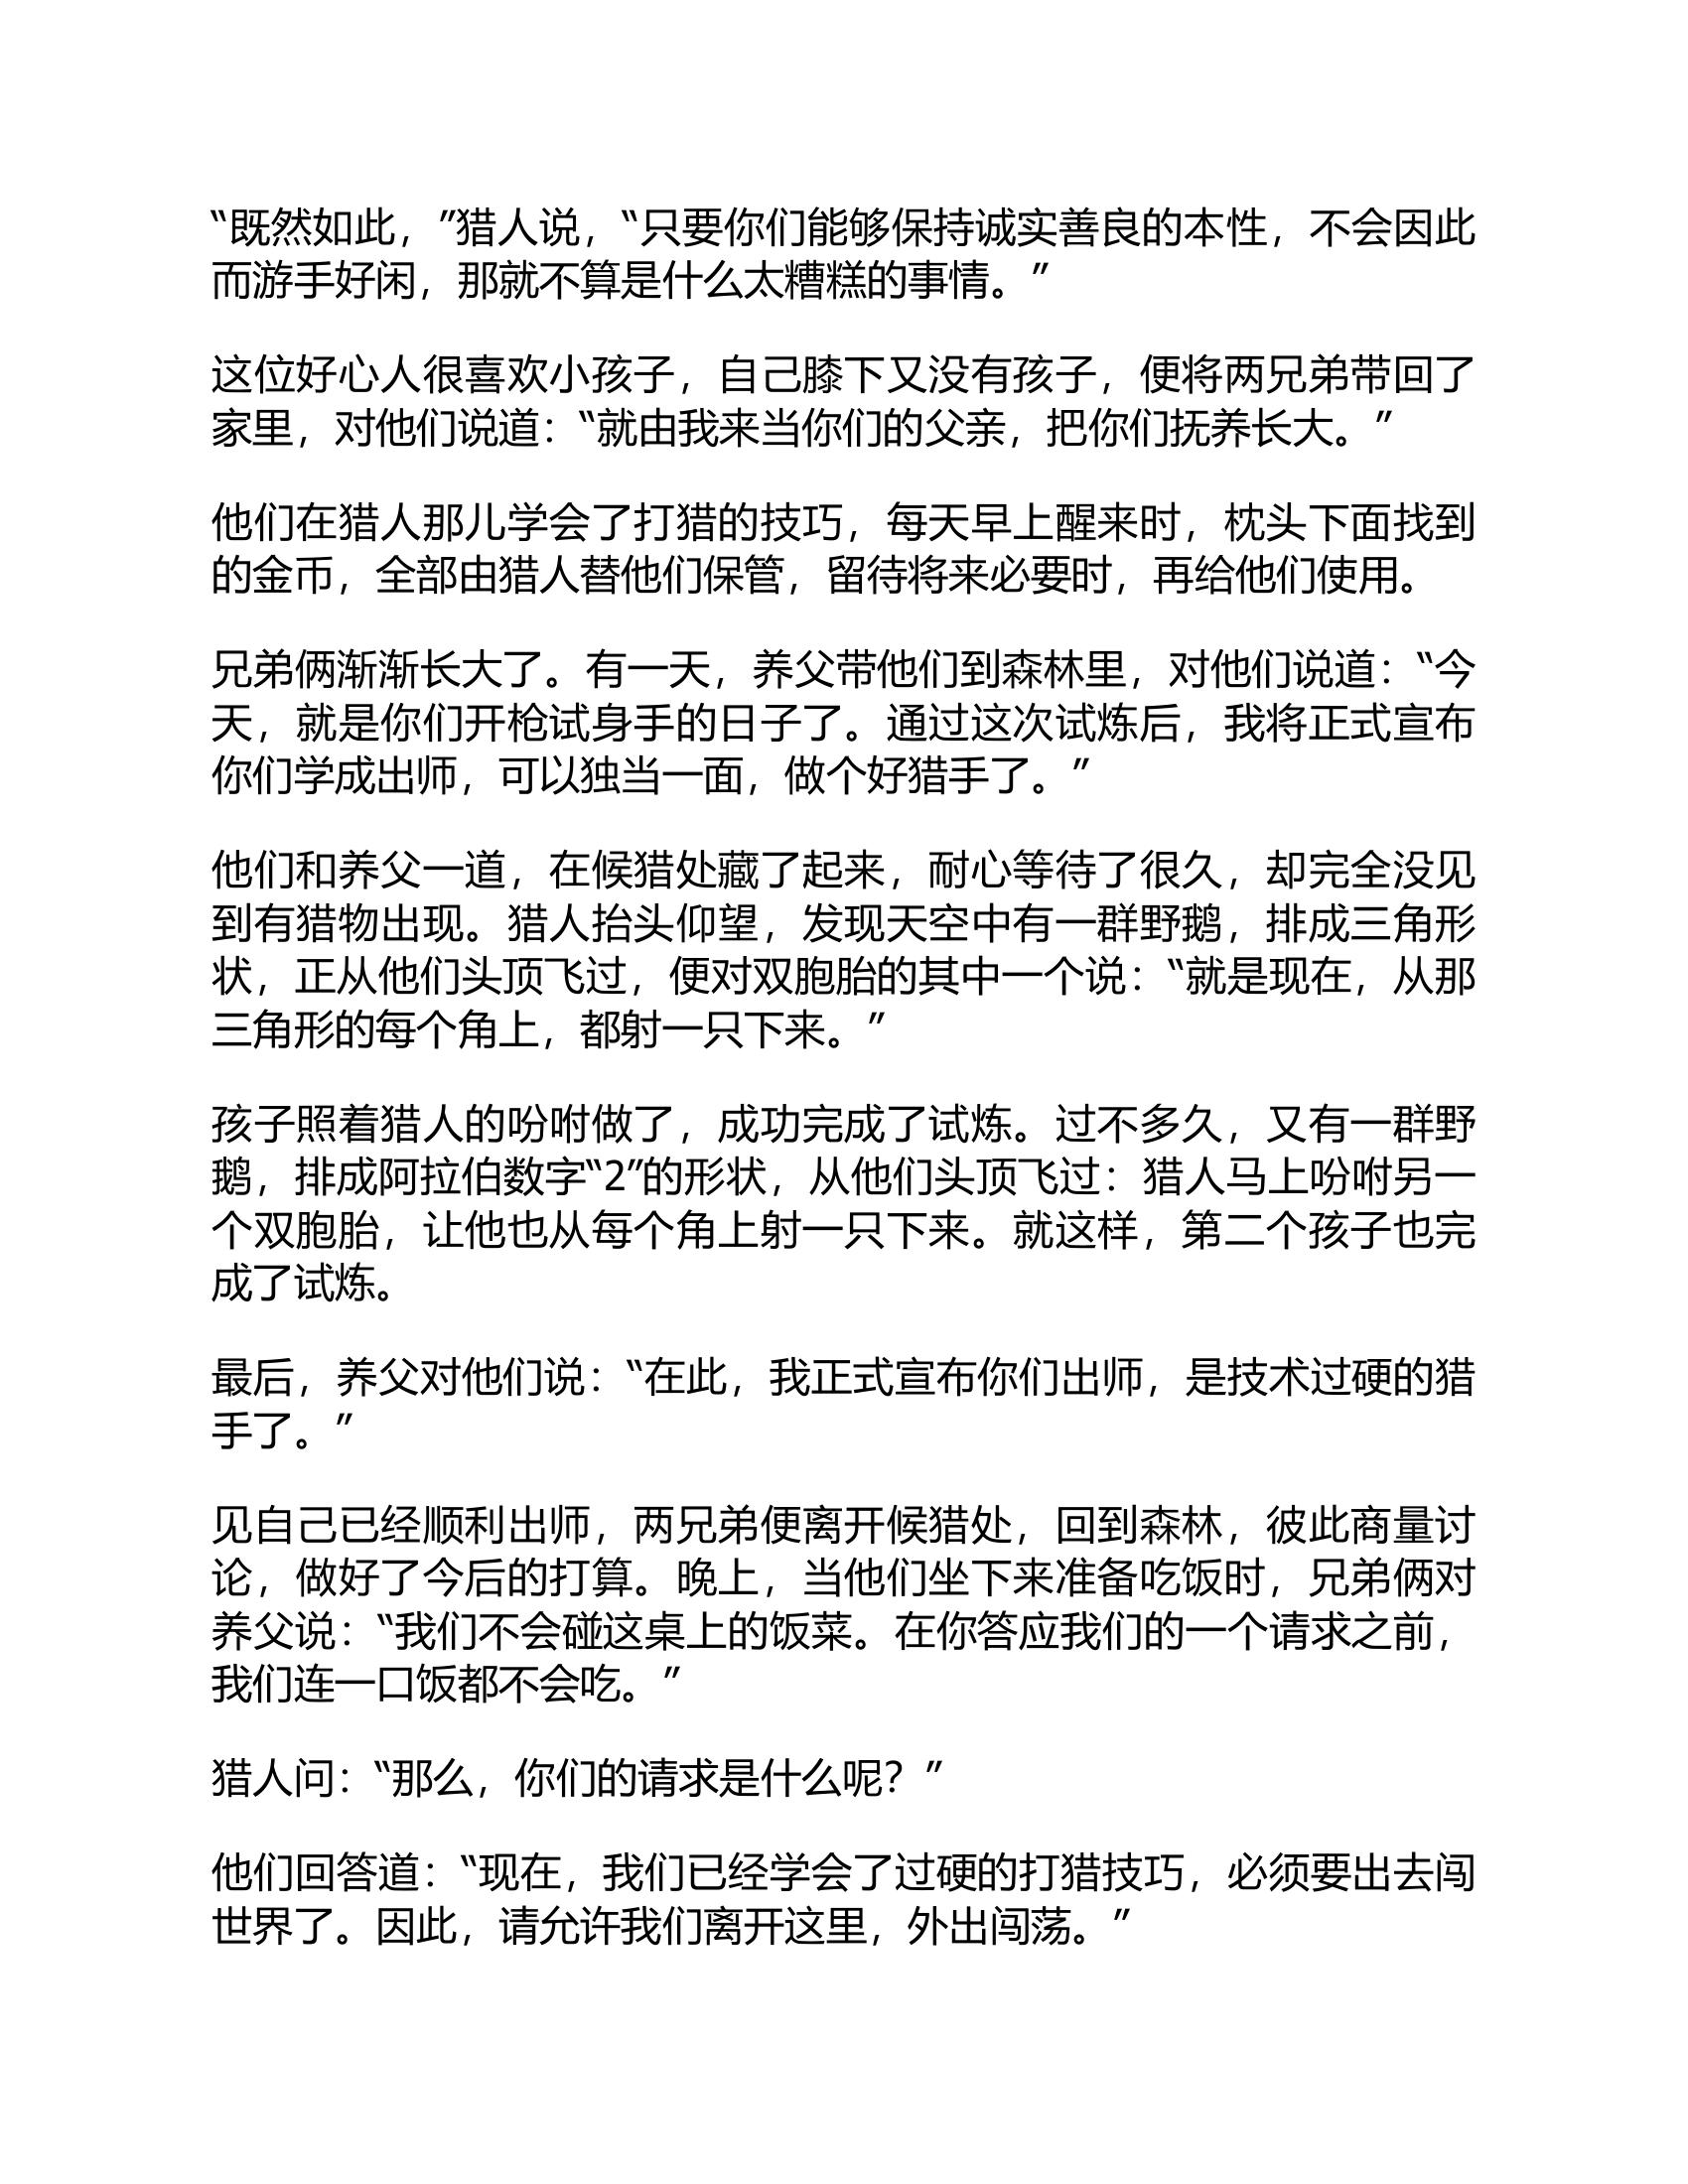 “既然如此，”猎人说，“只要你们能够保持诚实善良的本性，不会因此
而游手好闲，那就不算是什么太糟糕的事情。”
这位好心人很喜欢小孩子，自己膝下又没有孩子，便将两兄弟带回了
家里，对他们说道：“就由我来当你们的父亲，把你们抚养长大。”
他们在猎人那儿学会了打猎的技巧，每天早上醒来时，枕头下面找到
的金币，全部由猎人替他们保管，留待将来必要时，再给他们使用。
兄弟俩渐渐长大了。有一天，养父带他们到森林里，对他们说道：“今
天，就是你们开枪试身手的日子了。通过这次试炼后，我将正式宣布
你们学成出师，可以独当一面，做个好猎手了。”
他们和养父一道，在候猎处藏了起来，耐心等待了很久，却完全没见
到有猎物出现。猎人抬头仰望，发现天空中有一群野鹅，排成三角形
状，正从他们头顶飞过，便对双胞胎的其中一个说：“就是现在，从那
三角形的每个角上，都射一只下来。”
孩子照着猎人的吩咐做了，成功完成了试炼。过不多久，又有一群野
鹅，排成阿拉伯数字“2”的形状，从他们头顶飞过：猎人马上吩咐另一
个双胞胎，让他也从每个角上射一只下来。就这样，第二个孩子也完
成了试炼。
最后，养父对他们说：“在此，我正式宣布你们出师，是技术过硬的猎
手了。”
见自己已经顺利出师，两兄弟便离开候猎处，回到森林，彼此商量讨
论，做好了今后的打算。晚上，当他们坐下来准备吃饭时，兄弟俩对
养父说：“我们不会碰这桌上的饭菜。在你答应我们的一个请求之前，
我们连一口饭都不会吃。”
猎人问：“那么，你们的请求是什么呢？”
他们回答道：“现在，我们已经学会了过硬的打猎技巧，必须要出去闯
世界了。因此，请允许我们离开这里，外出闯荡。”